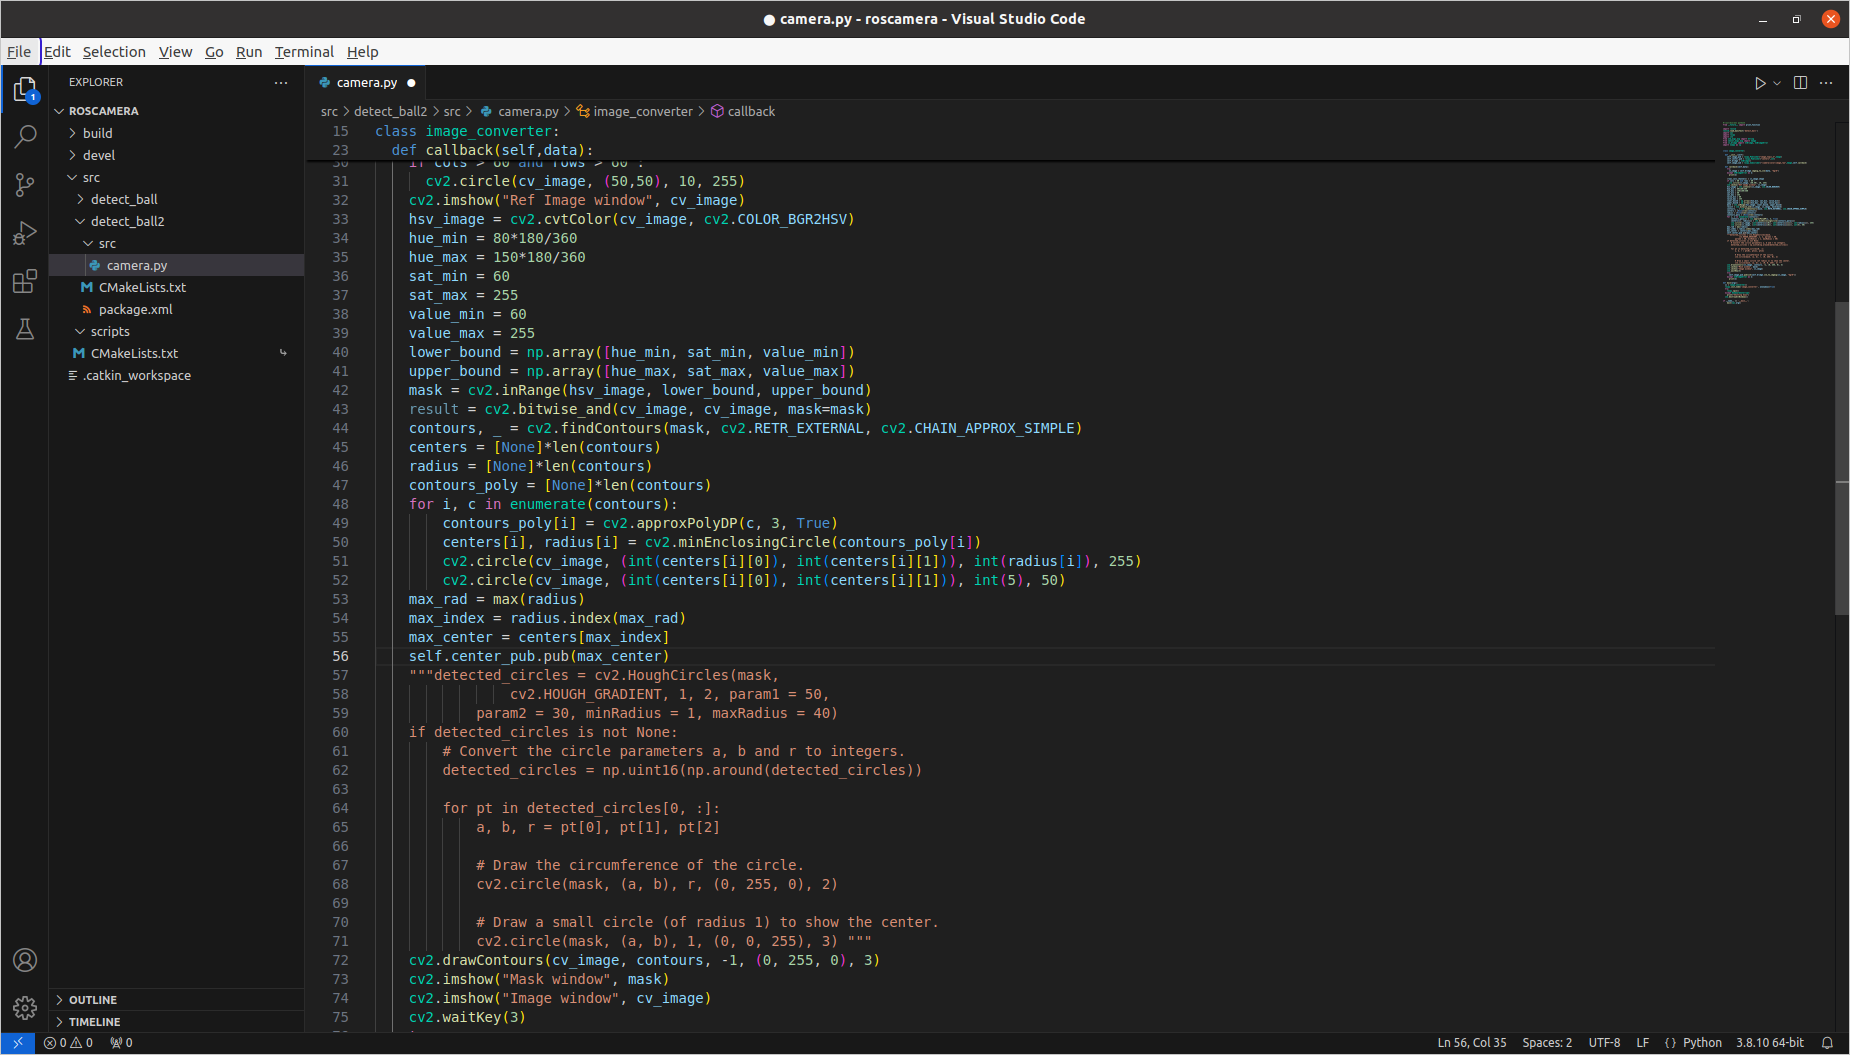 ● camera.py - roscamera - Visual Studio Code
File Edit Selection View Go Run Terminal Help
EXPLORER
ROSCAMERA
build
devel
src
detect_ball
detect_ball2
src
camera.py
CMakeLists.txt
package.xml
scripts
CMakeLists.txt
.catkin_workspace
OUTLINE
TIMELINE
1
camera.py ●
src > detect_ball2 > src > camera.py > image_converter > callback
15 class image_converter:
23 def callback(self,data):
30 if cols > 60 and rows > 60 :
31 cv2.circle(cv_image, (50,50), 10, 255)
32 cv2.imshow("Ref Image window", cv_image)
33 hsv_image = cv2.cvtColor(cv_image, cv2.COLOR_BGR2HSV)
34 hue_min = 80*180/360
35 hue_max = 150*180/360
36 sat_min = 60
37 sat_max = 255
38 value_min = 60
39 value_max = 255
40 lower_bound = np.array([hue_min, sat_min, value_min])
41 upper_bound = np.array([hue_max, sat_max, value_max])
42 mask = cv2.inRange(hsv_image, lower_bound, upper_bound)
43 result = cv2.bitwise_and(cv_image, cv_image, mask=mask)
44 contours, _ = cv2.findContours(mask, cv2.RETR_EXTERNAL, cv2.CHAIN_APPROX_SIMPLE)
45 centers = [None]*len(contours)
46 radius = [None]*len(contours)
47 contours_poly = [None]*len(contours)
48 for i, c in enumerate(contours):
49 contours_poly[i] = cv2.approxPolyDP(c, 3, True)
50 centers[i], radius[i] = cv2.minEnclosingCircle(contours_poly[i])
51 cv2.circle(cv_image, (int(centers[i][0]), int(centers[i][1])), int(radius[i]), 255)
52 cv2.circle(cv_image, (int(centers[i][0]), int(centers[i][1])), int(5), 50)
53 max_rad = max(radius)
54 max_index = radius.index(max_rad)
55 max_center = centers[max_index]
56 self.center_pub.pub(max_center)
57 """detected_circles = cv2.HoughCircles(mask,
58 cv2.HOUGH_GRADIENT, 1, 2, param1 = 50,
59 param2 = 30, minRadius = 1, maxRadius = 40)
60 if detected_circles is not None:
61 # Convert the circle parameters a, b and r to integers.
62 detected_circles = np.uint16(np.around(detected_circles))
63
64 for pt in detected_circles[0, :]:
65 a, b, r = pt[0], pt[1], pt[2]
66
67 # Draw the circumference of the circle.
68 cv2.circle(mask, (a, b), r, (0, 255, 0), 2)
69
70 # Draw a small circle (of radius 1) to show the center.
71 cv2.circle(mask, (a, b), 1, (0, 0, 255), 3) """
72 cv2.drawContours(cv_image, contours, -1, (0, 255, 0), 3)
73 cv2.imshow("Mask window", mask)
74 cv2.imshow("Image window", cv_image)
75 cv2.waitKey(3)
0 0 0 Ln 56, Col 35 Spaces: 2 UTF-8 LF {} Python 3.8.10 64-bit